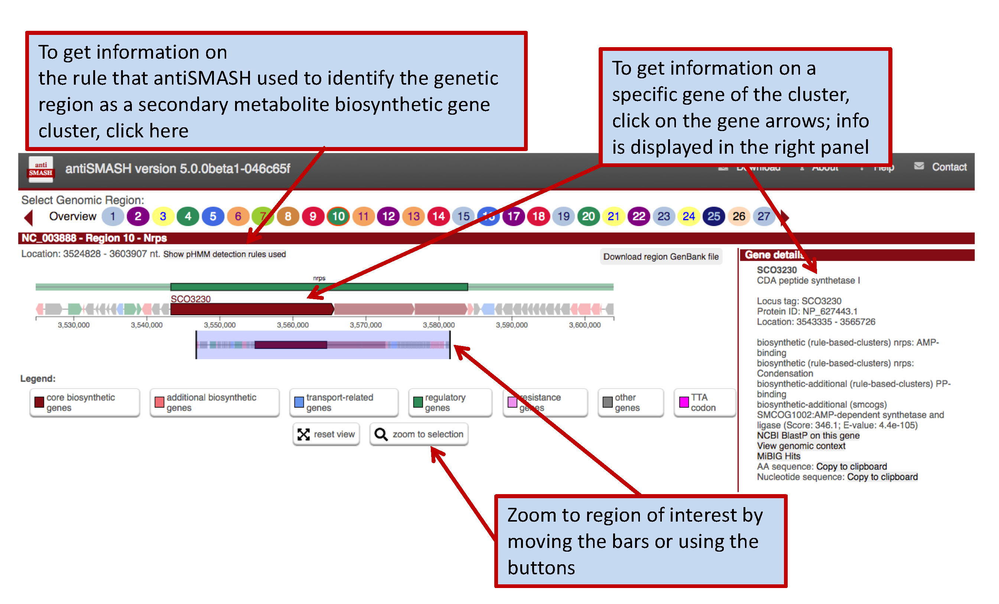 To get information on
the rule that antiSMASH used to identify the genetic
region as a secondary metabolite biosynthetic gene
cluster, click here
To get information on a
specific gene of the cluster,
click on the gene arrows; info
is displayed in the right panel
anti
SMASH
antiSMASH version 5.0.0beta1-046c65f
Download About Help Contact
Select Genomic Region:
Overview 1 2 3 4 5 6 7 8 9 10 11 12 13 14 15 16 17 18 19 20 21 22 23 24 25 26 27
NC_003888 - Region 10 - Nrps
Location: 3524828 - 3603907 nt. Show pHMM detection rules used
Download region GenBank file
nrps
SCO3230
3,530,000 3,540,000 3,550,000 3,560,000 3,570,000 3,580,000 3,590,000 3,600,000
Legend:
core biosynthetic
genes
additional biosynthetic
genes
transport-related
genes
regulatory
genes
resistance
genes
other
genes
TTA
codon
reset view
zoom to selection
Gene details
SCO3230
CDA peptide synthetase I
Locus tag: SCO3230
Protein ID: NP_627443.1
Location: 3543335 - 3565726
biosynthetic (rule-based-clusters) nrps: AMP-
binding
biosynthetic (rule-based-clusters) nrps:
Condensation
biosynthetic-additional (rule-based-clusters) PP-
binding
biosynthetic-additional (smcogs)
SMCOG1002:AMP-dependent synthetase and
ligase (Score: 346.1; E-value: 4.4e-105)
NCBI BlastP on this gene
View genomic context
MiBIG Hits
AA sequence: Copy to clipboard
Nucleotide sequence: Copy to clipboard
Zoom to region of interest by
moving the bars or using the
buttons